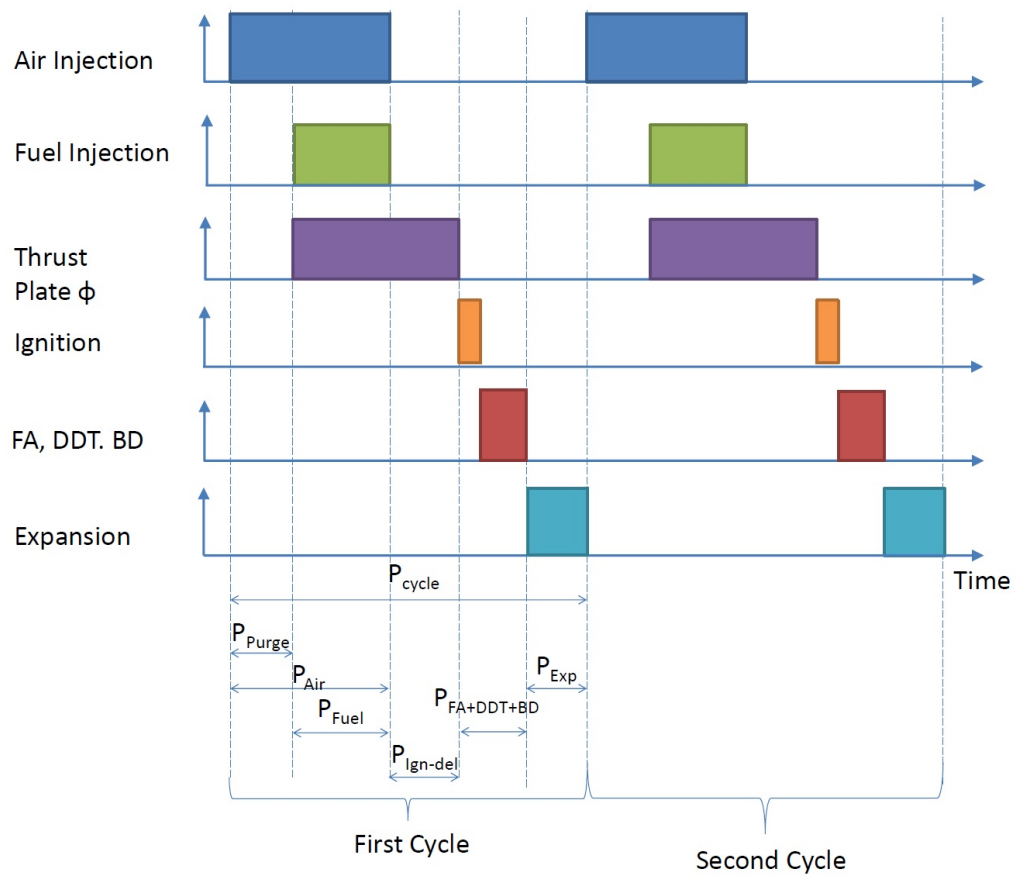 Air Injection
Fuel Injection
Thrust
Plate ϕ
Ignition
FA, DDT. BD
Expansion
Time
Pcycle
PPurge
PAir
PExp
PFuel
PFA+DDT+BD
PIgn-del
First Cycle
Second Cycle